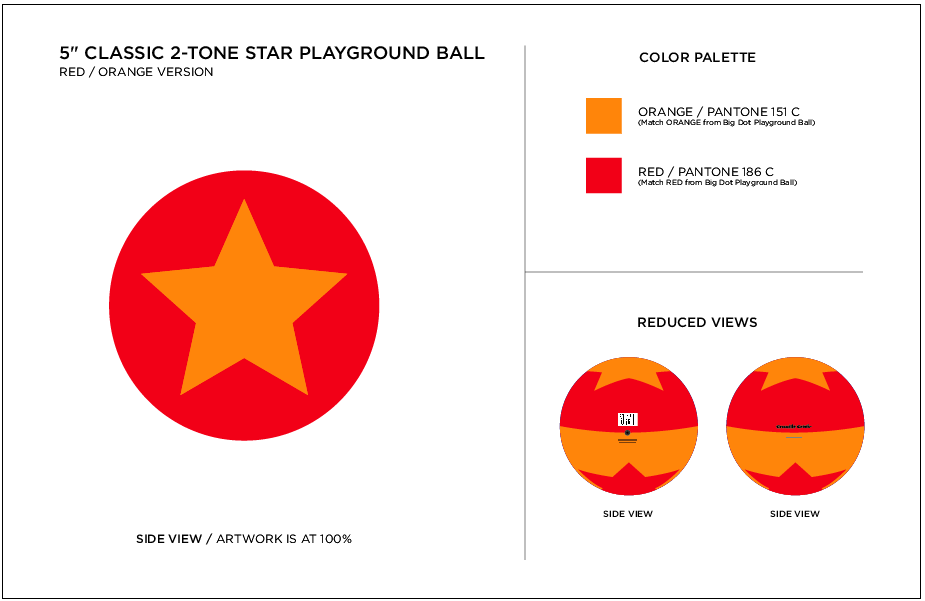 5" CLASSIC 2-TONE STAR PLAYGROUND BALL
RED / ORANGE VERSION
SIDE VIEW / ARTWORK IS AT 100%
COLOR PALETTE
ORANGE / PANTONE 151 C
(Match ORANGE from Big Dot Playground Ball)
RED / PANTONE 186 C
(Match RED from Big Dot Playground Ball)
REDUCED VIEWS
SIDE VIEW
SIDE VIEW